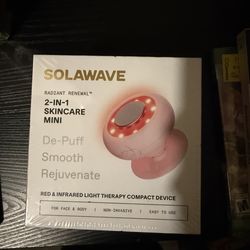 SOLAWAVE
RADIANT RENEWAL™
2-IN-1
SKINCARE
MINI
De-Puff
Smooth
Rejuvenate
RED & INFRARED LIGHT THERAPY COMPACT DEVICE
FOR FACE & BODY | NON-INVASIVE | EASY TO USE